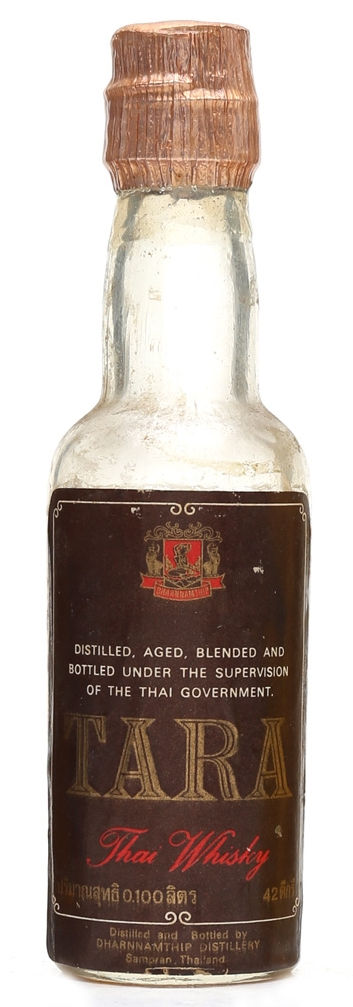 DHARNNAMTHIP
DISTILLED, AGED, BLENDED AND
BOTTLED UNDER THE SUPERVISION
OF THE THAI GOVERNMENT.
TARA
Thai Whisky
ปริมาณสุทธิ 0.100 ลิตร 42 ดีกรี
Distilled and Bottled by
DHARNNAMTHIP DISTILLERY
Sampran, Thailand